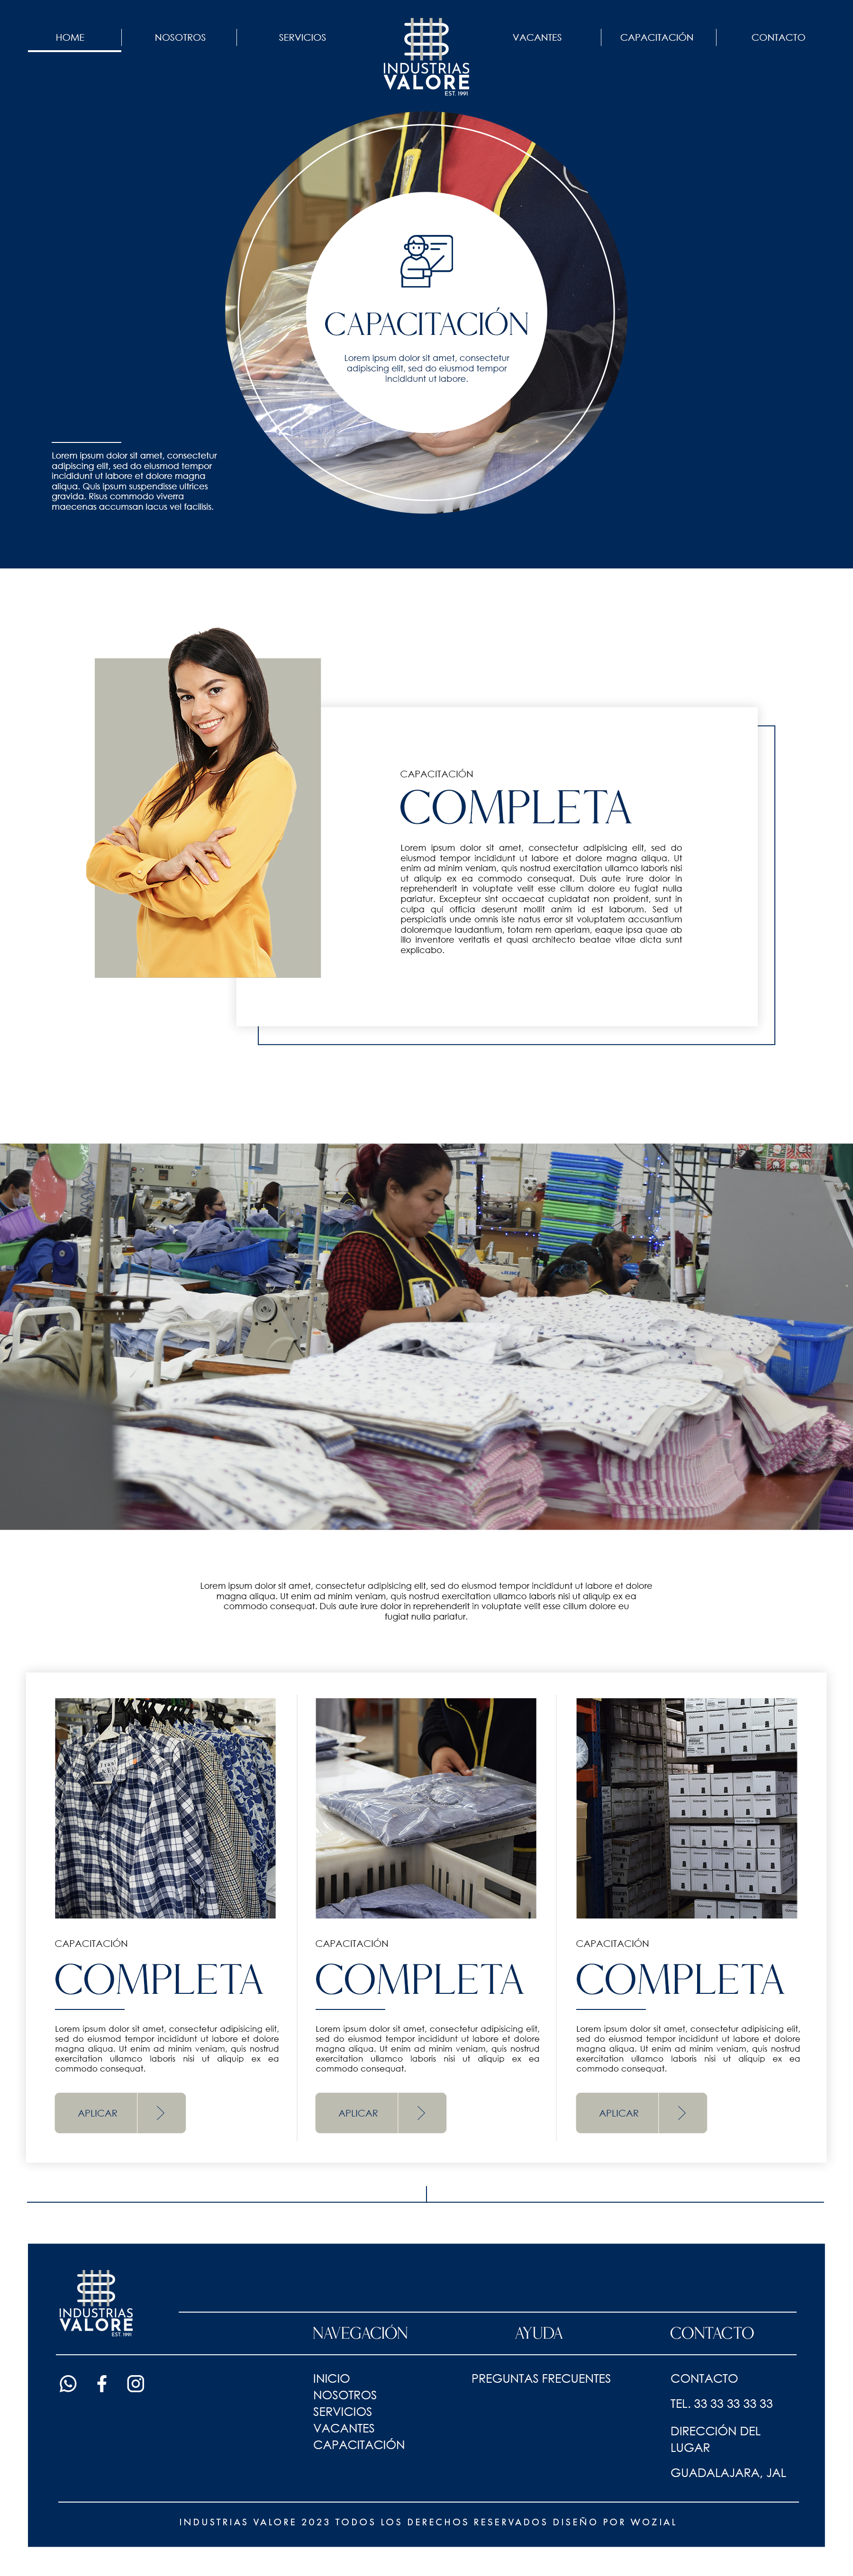 HOME
NOSOTROS
SERVICIOS
INDUSTRIAS
VALORE
EST. 1991
VACANTES
CAPACITACIÓN
CONTACTO
CAPACITACIÓN
Lorem ipsum dolor sit amet, consectetur
adipiscing elit, sed do eiusmod tempor
incididunt ut labore.
Lorem ipsum dolor sit amet, consectetur
adipiscing elit, sed do eiusmod tempor
incididunt ut labore et dolore magna
aliqua. Quis ipsum suspendisse ultrices
gravida. Risus commodo viverra
maecenas accumsan lacus vel facilisis.
CAPACITACIÓN
COMPLETA
Lorem ipsum dolor sit amet, consectetur adipisicing elit, sed do
eiusmod tempor incididunt ut labore et dolore magna aliqua. Ut
enim ad minim veniam, quis nostrud exercitation ullamco laboris nisi
ut aliquip ex ea commodo consequat. Duis aute irure dolor in
reprehenderit in voluptate velit esse cillum dolore eu fugiat nulla
pariatur. Excepteur sint occaecat cupidatat non proident, sunt in
culpa qui officia deserunt mollit anim id est laborum. Sed ut
perspiciatis unde omnis iste natus error sit voluptatem accusantium
doloremque laudantium, totam rem aperiam, eaque ipsa quae ab
illo inventore veritatis et quasi architecto beatae vitae dicta sunt
explicabo.
Lorem ipsum dolor sit amet, consectetur adipisicing elit, sed do eiusmod tempor incididunt ut labore et dolore
magna aliqua. Ut enim ad minim veniam, quis nostrud exercitation ullamco laboris nisi ut aliquip ex ea
commodo consequat. Duis aute irure dolor in reprehenderit in voluptate velit esse cillum dolore eu
fugiat nulla pariatur.
CAPACITACIÓN
COMPLETA
Lorem ipsum dolor sit amet, consectetur adipisicing elit,
sed do eiusmod tempor incididunt ut labore et dolore
magna aliqua. Ut enim ad minim veniam, quis nostrud
exercitation ullamco laboris nisi ut aliquip ex ea
commodo consequat.
APLICAR
CAPACITACIÓN
COMPLETA
Lorem ipsum dolor sit amet, consectetur adipisicing elit,
sed do eiusmod tempor incididunt ut labore et dolore
magna aliqua. Ut enim ad minim veniam, quis nostrud
exercitation ullamco laboris nisi ut aliquip ex ea
commodo consequat.
APLICAR
CAPACITACIÓN
COMPLETA
Lorem ipsum dolor sit amet, consectetur adipisicing elit,
sed do eiusmod tempor incididunt ut labore et dolore
magna aliqua. Ut enim ad minim veniam, quis nostrud
exercitation ullamco laboris nisi ut aliquip ex ea
commodo consequat.
APLICAR
INDUSTRIAS
VALORE
EST. 1991
NAVEGACIÓN
INICIO
NOSOTROS
SERVICIOS
VACANTES
CAPACITACIÓN
AYUDA
PREGUNTAS FRECUENTES
CONTACTO
CONTACTO
TEL. 33 33 33 33 33
DIRECCIÓN DEL
LUGAR
GUADALAJARA, JAL
INDUSTRIAS VALORE 2023 TODOS LOS DERECHOS RESERVADOS DISEÑO POR WOZIAL